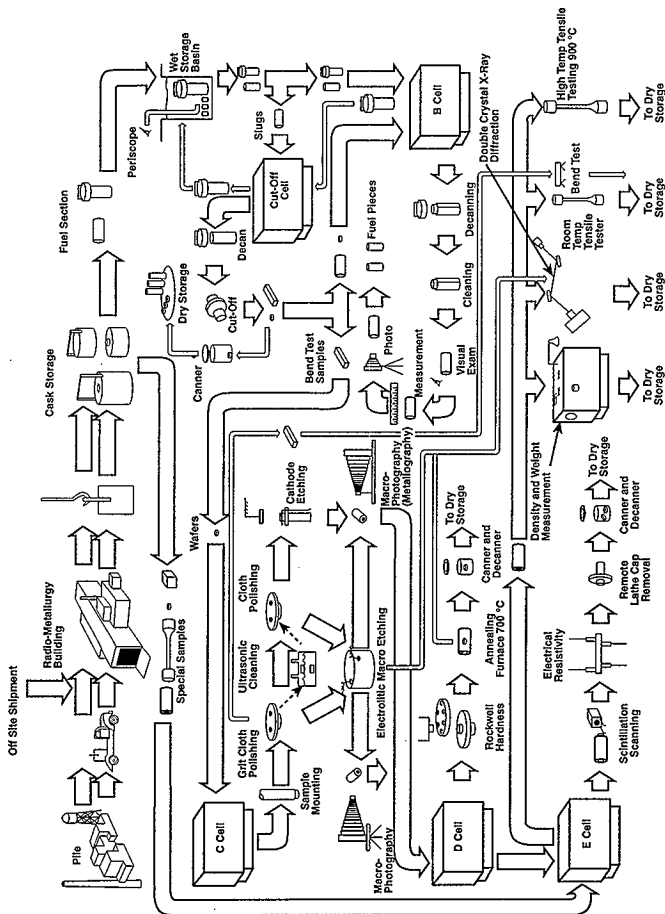 Off Site Shipment
Pile
Radio-Metallurgy
Building
Cask Storage
Fuel Section
Periscope
Wet
Storage
Basin
Special Samples
Canner
Dry Storage
Cut-Off
Decan
Cut-Off
Cell
Slugs
B Cell
Wafers
Bend Test
Samples
Photo
Fuel Pieces
Measurement
Visual
Exam
Cleaning
Decanning
C Cell
Sample
Mounting
Grit Cloth
Polishing
Ultrasonic
Cleaning
Cloth
Polishing
Cathode
Etching
Electrolitic Macro Etching
Macro-
Photography
Macro-
Photography
(Metallography)
D Cell
Rockwell
Hardness
Annealing
Furnace 700 °C
Canner and
Decanner
To Dry
Storage
E Cell
Scintillation
Scanning
Electrical
Resistivity
Remote
Lathe Cap
Removal
Canner and
Decanner
To Dry
Storage
Density and Weight
Measurement
Double Crystal X-Ray
Diffraction
Room
Temp
Tensile
Tester
Bend Test
High Temp Tensile
Testing 900 °C
To Dry
Storage
To Dry
Storage
To Dry
Storage
To Dry
Storage